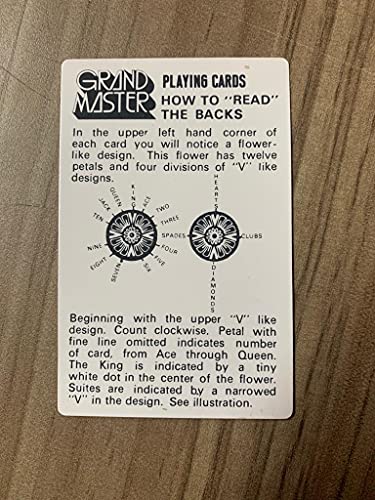 GRAND MASTER
PLAYING CARDS
HOW TO "READ"
THE BACKS
In the upper left hand corner of
each card you will notice a flower-
like design. This flower has twelve
petals and four divisions of "V" like
designs.
KING
ACE
TWO
THREE
FOUR
FIVE
SIX
SEVEN
EIGHT
NINE
TEN
JACK
QUEEN
HEARTS
SPADES
CLUBS
DIAMONDS
Beginning with the upper "V" like
design. Count clockwise. Petal with
fine line omitted indicates number
of card, from Ace through Queen.
The King is indicated by a tiny
white dot in the center of the flower.
Suites are indicated by a narrowed
"V" in the design. See illustration.